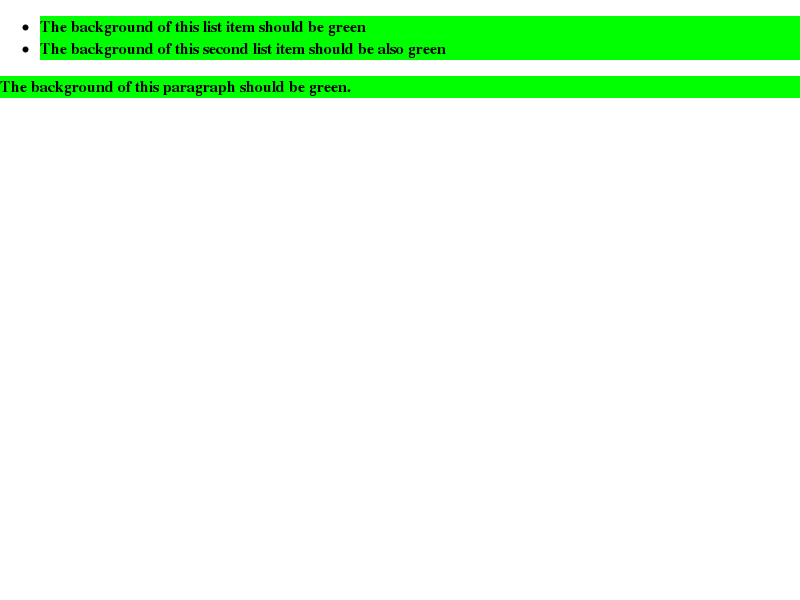 The background of this list item should be green
The background of this second list item should be also green
The background of this paragraph should be green.